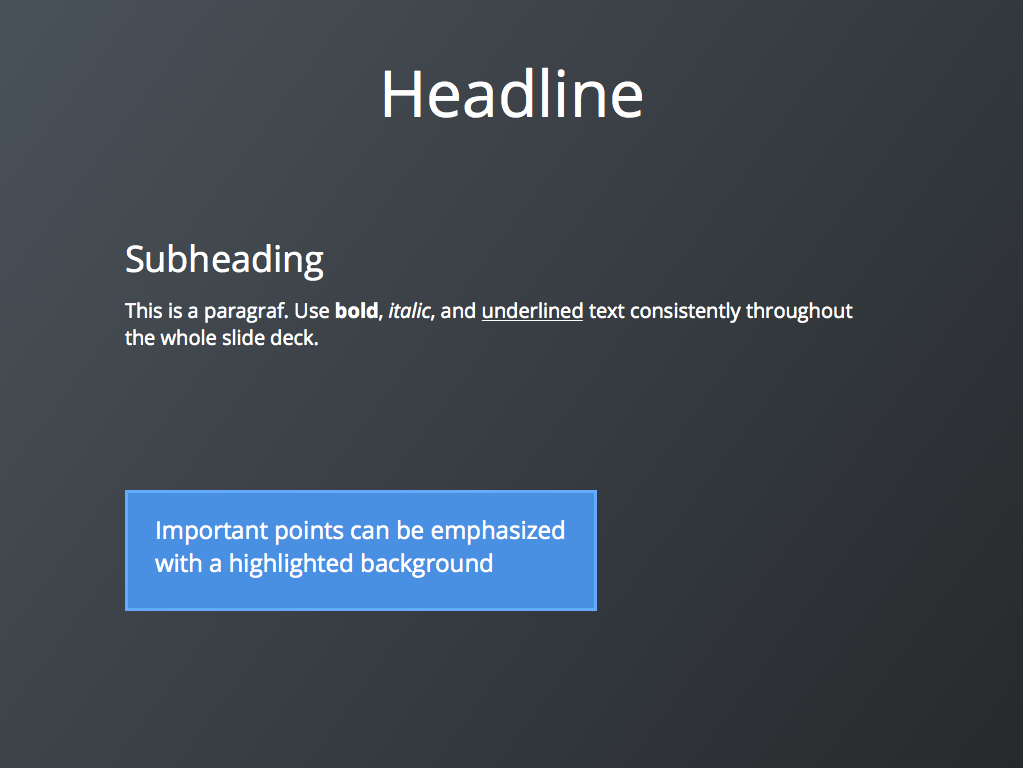 Headline
Subheading
This is a paragraf. Use bold, italic, and underlined text consistently throughout
the whole slide deck.
Important points can be emphasized
with a highlighted background